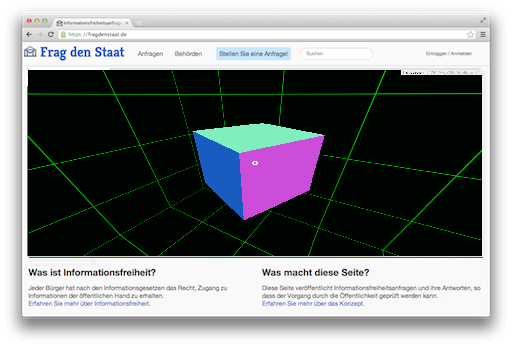 Informationsfreiheitsanfragen
https://fragdenstaat.de
Frag den Staat
Anfragen
Behörden
Stellen Sie eine Anfrage!
Suchen
Einloggen / Anmelden
Was ist Informationsfreiheit?
Jeder Bürger hat nach den Informationsgesetzen das Recht, Zugang zu
Informationen der öffentlichen Hand zu erhalten.
Erfahren Sie mehr über Informationsfreiheit.
Was macht diese Seite?
Diese Seite veröffentlicht Informationsfreiheitsanfragen und ihre Antworten, so
dass der Vorgang durch die Öffentlichkeit geprüft werden kann.
Erfahren Sie mehr über das Konzept.